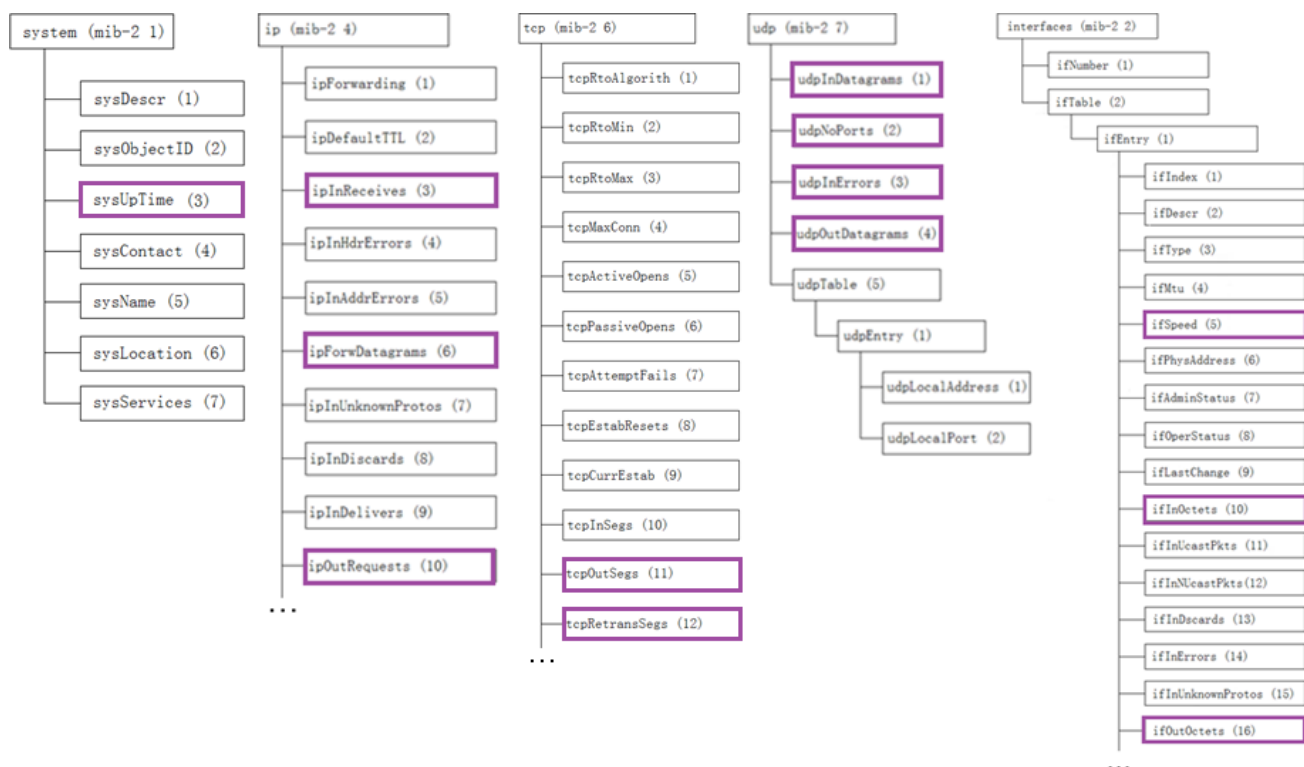 system (mib-2 1)
sysDescr (1)
sysObjectID (2)
sysUpTime (3)
sysContact (4)
sysName (5)
sysLocation (6)
sysServices (7)
ip (mib-2 4)
ipForwarding (1)
ipDefaultTTL (2)
ipInReceives (3)
ipInHdrErrors (4)
ipInAddrErrors (5)
ipForwDatagrams (6)
ipInUnknownProtos (7)
ipInDiscards (8)
ipInDelivers (9)
ipOutRequests (10)
...
tcp (mib-2 6)
tcpRtoAlgorith (1)
tcpRtoMin (2)
tcpRtoMax (3)
tcpMaxConn (4)
tcpActiveOpens (5)
tcpPassiveOpens (6)
tcpAttemptFails (7)
tcpEstabResets (8)
tcpCurrEstab (9)
tcpInSegs (10)
tcpOutSegs (11)
tcpRetransSegs (12)
...
udp (mib-2 7)
udpInDatagrams (1)
udpNoPorts (2)
udpInErrors (3)
udpOutDatagrams (4)
udpTable (5)
udpEntry (1)
udpLocalAddress (1)
udpLocalPort (2)
interfaces (mib-2 2)
ifNumber (1)
ifTable (2)
ifEntry (1)
ifIndex (1)
ifDescr (2)
ifType (3)
ifMtu (4)
ifSpeed (5)
ifPhysAddress (6)
ifAdminStatus (7)
ifOperStatus (8)
ifLastChange (9)
ifInOctets (10)
ifInUcastPkts (11)
ifInNUcastPkts(12)
ifInDscards (13)
ifInErrors (14)
ifInUnknownProtos (15)
ifOutOctets (16)
...